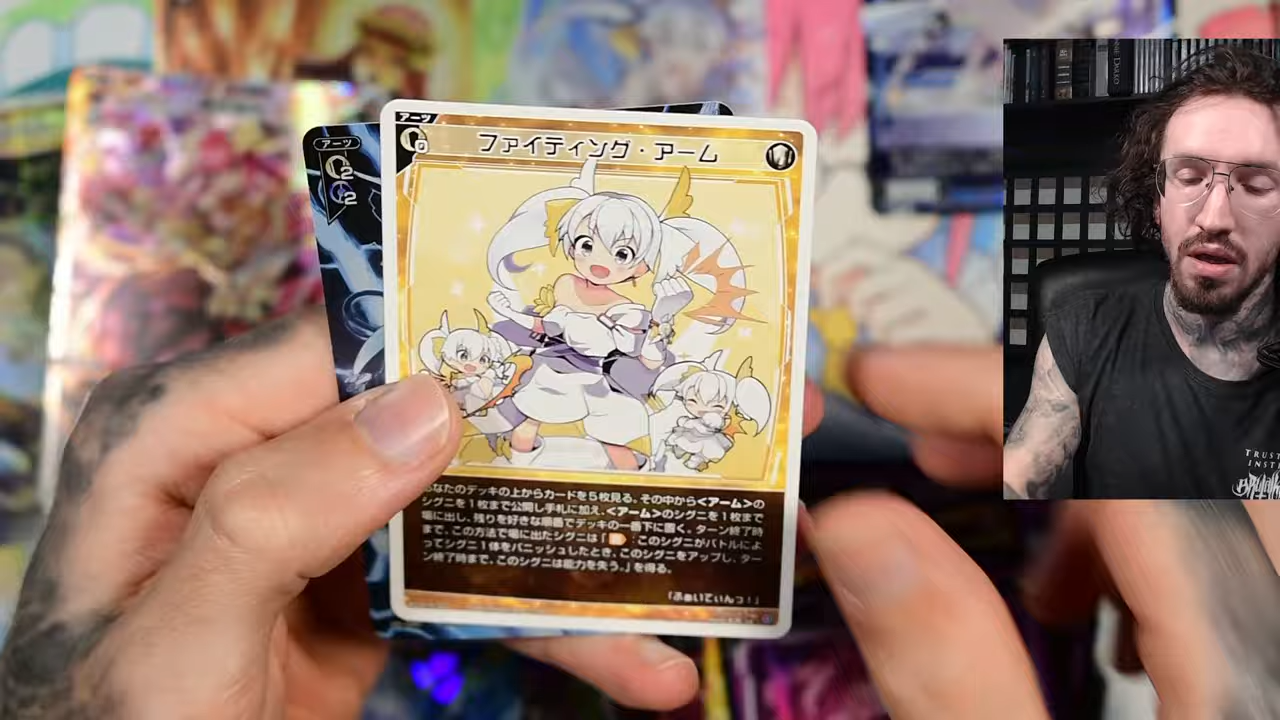 アーツ
0
ファイティング・アーム
アーツ
2
2
あなたのデッキの上からカードを5枚見る。その中から<アーム>の
シグニを1枚まで公開し手札に加え、<アーム>のシグニを1枚まで
場に出し、残りを好きな順番でデッキの一番下に置く。ターン終了時
まで、この方法で場に出たシグニは「 :このシグニがバトルによ
ってシグニ1体をバニッシュしたとき、このシグニをアップし、ター
ン終了時まで、このシグニは能力を失う。」を得る。
「ふぁいてぃんっ!」
TRUST
INST